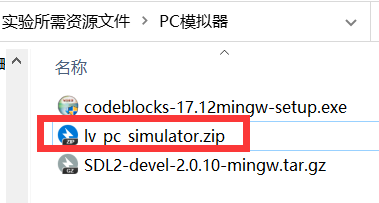 实验所需资源文件 > PC模拟器
名称
codeblocks-17.12mingw-setup.exe
lv_pc_simulator.zip
SDL2-devel-2.0.10-mingw.tar.gz